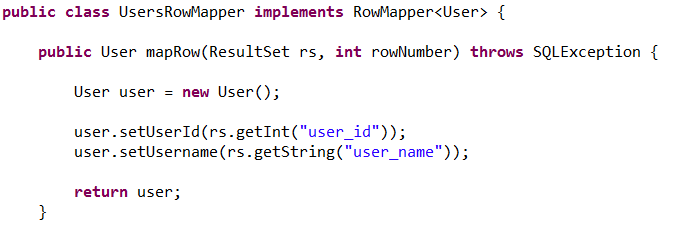 public class UsersRowMapper implements RowMapper<User> {
public User mapRow(ResultSet rs, int rowNumber) throws SQLException {
User user = new User();
user.setUserId(rs.getInt("user_id"));
user.setUsername(rs.getString("user_name"));
return user;
}